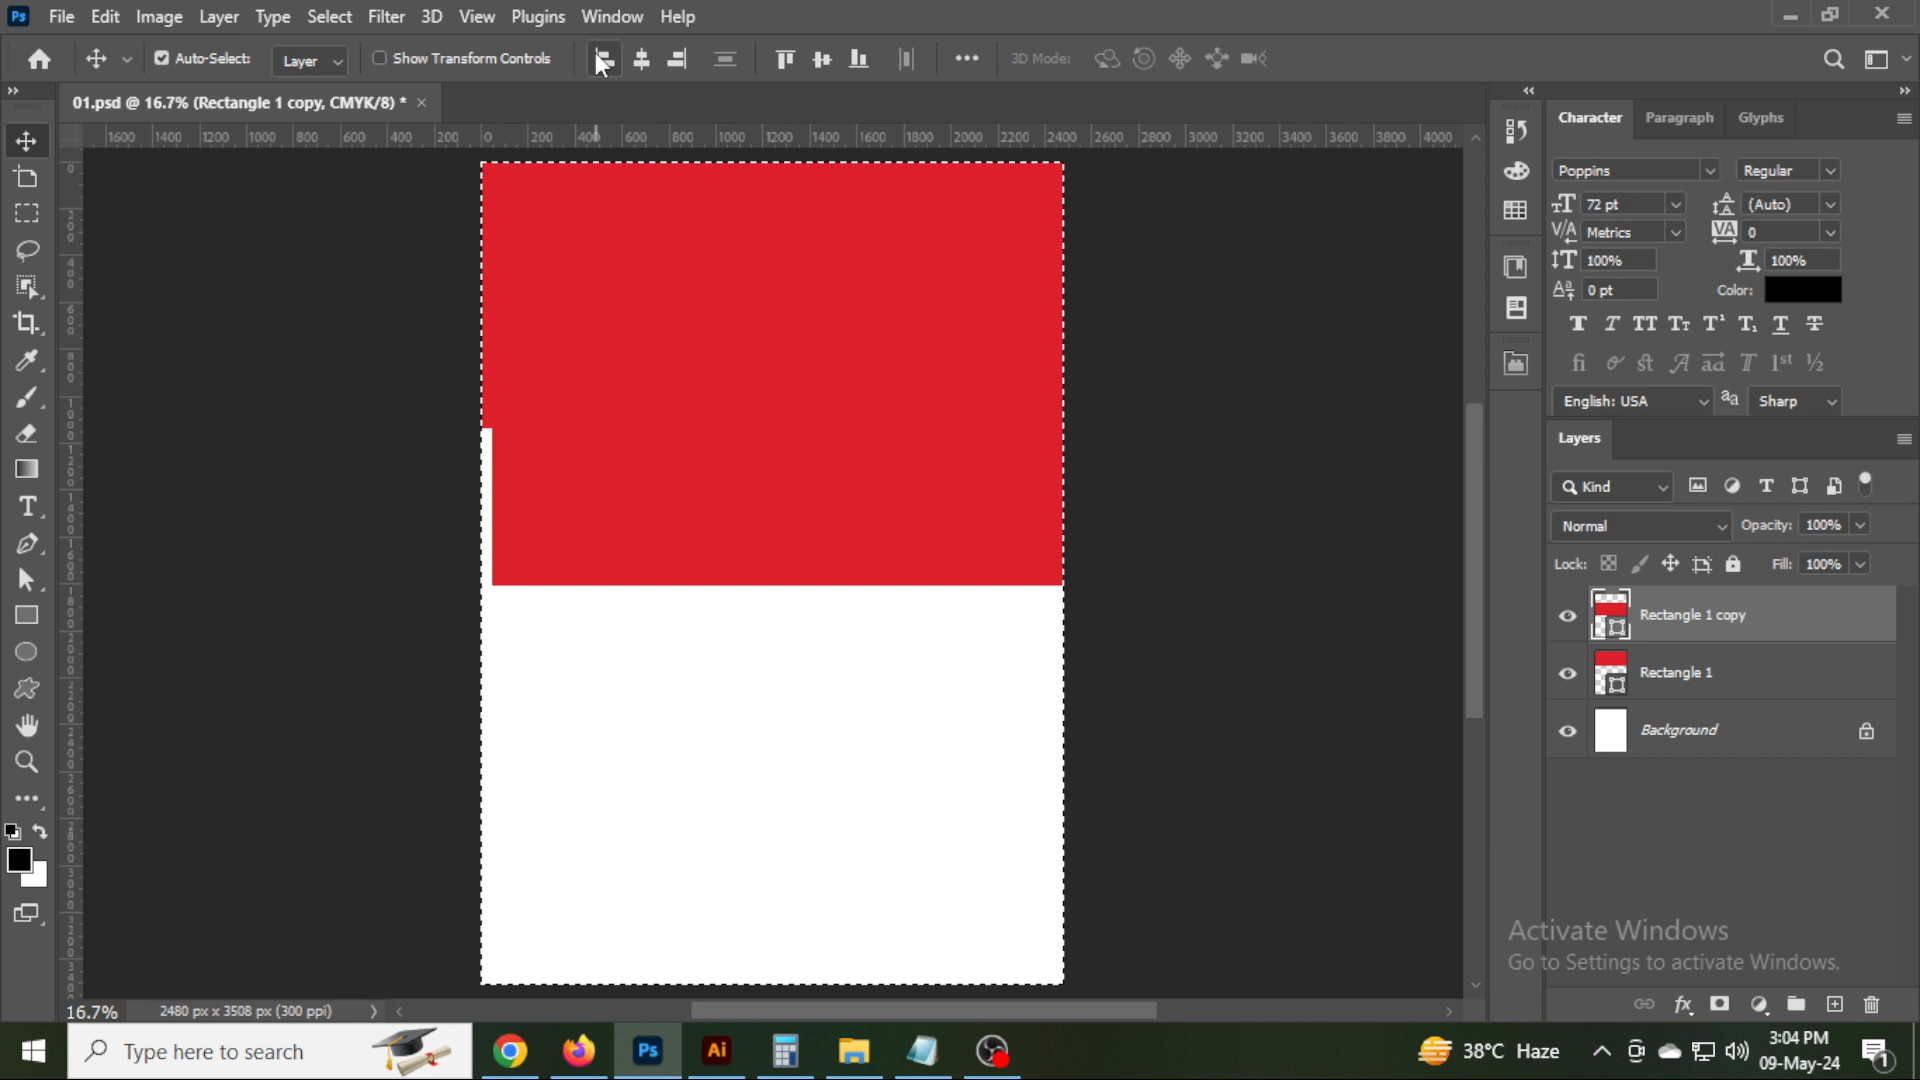 Ps File Edit Image Layer Type Select Filter 3D View Plugins Window Help
Auto-Select: Layer Show Transform Controls 3D Mode:
01.psd @ 16.7% (Rectangle 1 copy, CMYK/8) *
1600 1400 1200 1000 800 600 400 200 0 200 400 600 800 1000 1200 1400 1600 1800 2000 2200 2400 2600 2800 3000 3200 3400 3600 3800 4000
Character Paragraph Glyphs
Poppins Regular
72 pt (Auto)
Metrics 0
100% 100%
0 pt Color:
English: USA Sharp
Layers
Kind
Normal Opacity: 100%
Lock: Fill: 100%
Rectangle 1 copy
Rectangle 1
Background
Activate Windows
Go to Settings to activate Windows.
16.7% 2480 px x 3508 px (300 ppi)
Type here to search Ps Ai 38°C Haze 3:04 PM
09-May-24 1